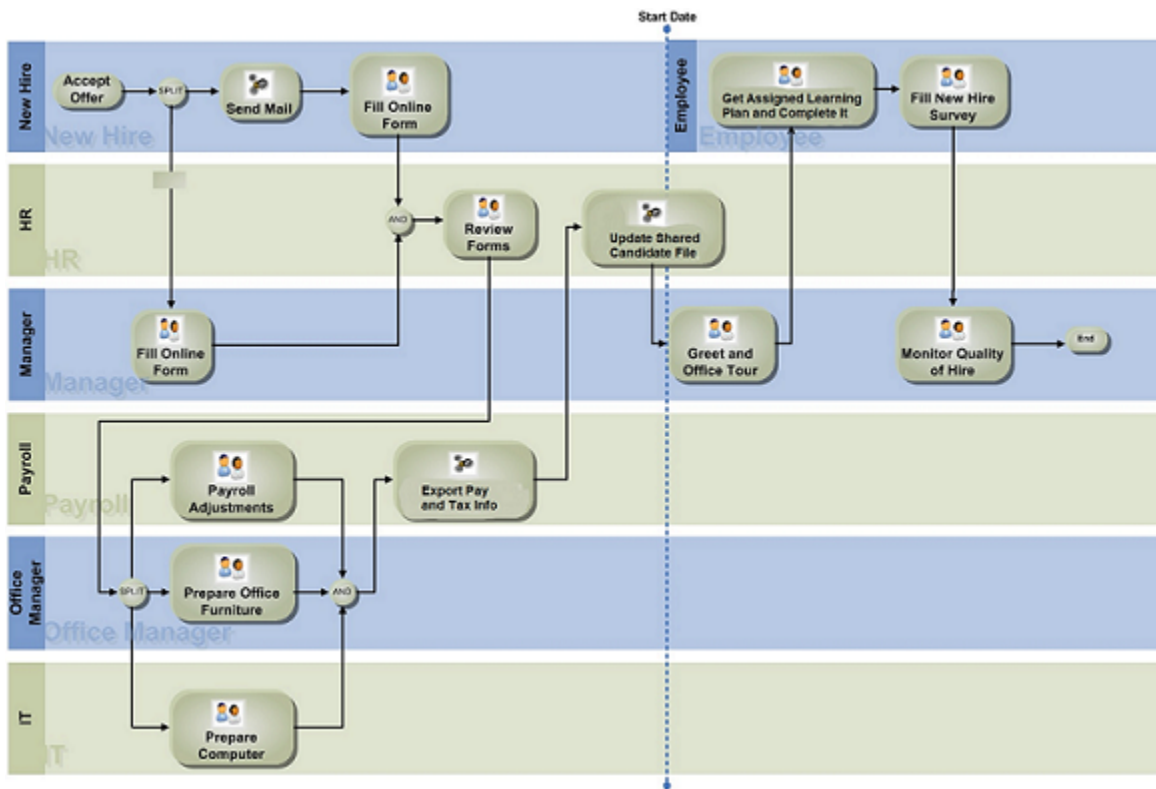 Start Date
New Hire
New Hire
Accept
Offer
SPLIT
Send Mail
Fill Online
Form
Employee
Employee
Get Assigned Learning
Plan and Complete It
Fill New Hire
Survey
HR
HR
AND
Review
Forms
Update Shared
Candidate File
Manager
Manager
Fill Online
Form
Greet and
Office Tour
Monitor Quality
of Hire
End
Payroll
Payroll
Payroll
Adjustments
Export Pay
and Tax Info
Office
Manager
Office Manager
SPLIT
Prepare Office
Furniture
AND
IT
IT
Prepare
Computer